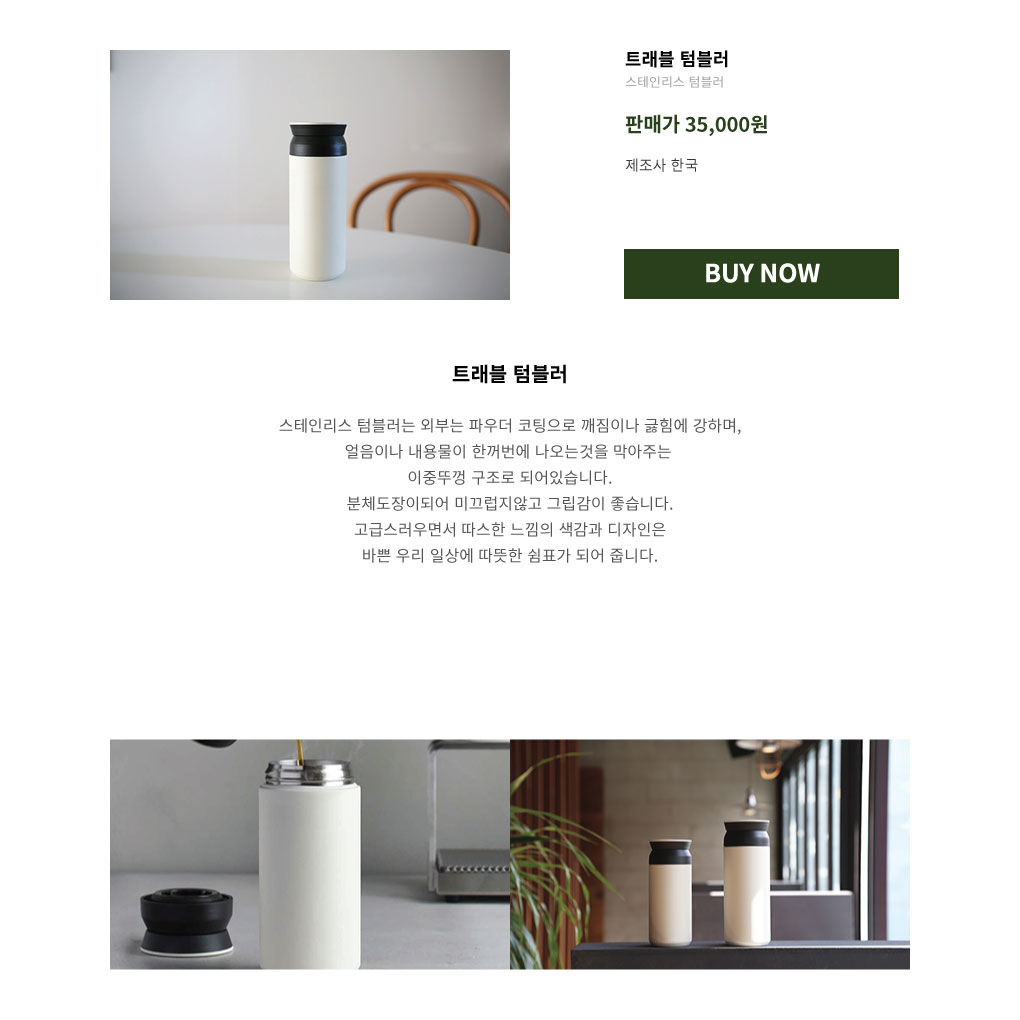 트래블 텀블러
스테인리스 텀블러
판매가 35,000원
제조사 한국
BUY NOW
트래블 텀블러
스테인리스 텀블러는 외부는 파우더 코팅으로 깨짐이나 긇힘에 강하며,
얼음이나 내용물이 한꺼번에 나오는것을 막아주는
이중뚜껑 구조로 되어있습니다.
분체도장이되어 미끄럽지않고 그립감이 좋습니다.
고급스러우면서 따스한 느낌의 색감과 디자인은
바쁜 우리 일상에 따뜻한 쉼표가 되어 줍니다.